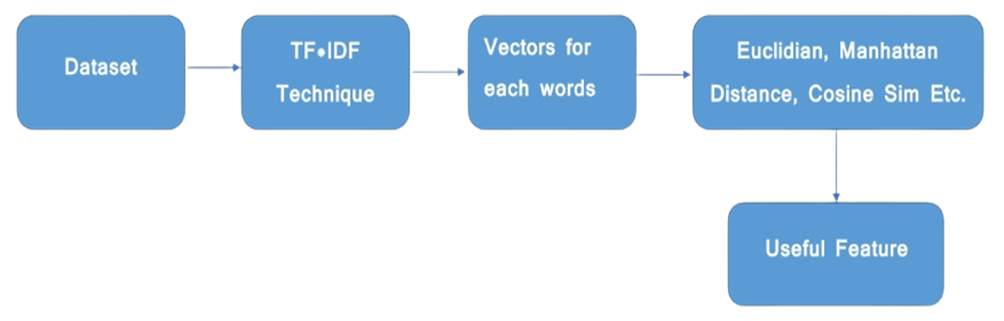 Dataset
TF*IDF
Technique
Vectors for
each words
Euclidian, Manhattan
Distance, Cosine Sim Etc.
Useful Feature